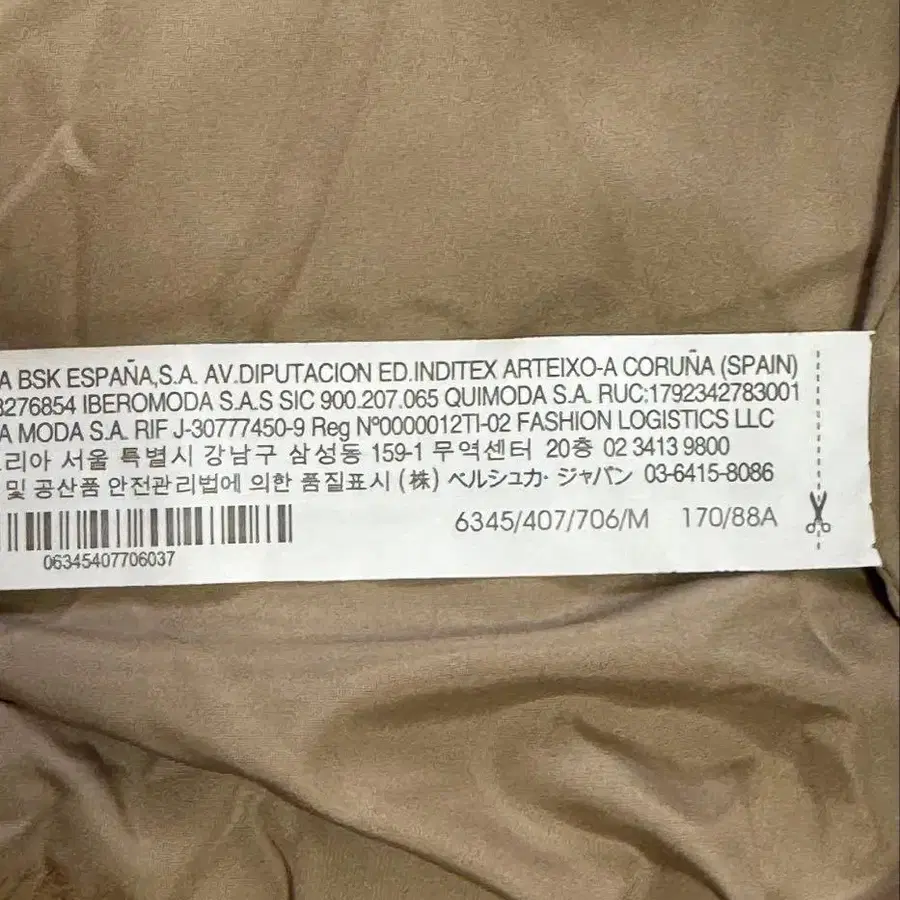 A BSK ESPAÑA,S.A. AV.DIPUTACION ED.INDITEX ARTEIXO-A CORUÑA (SPAIN)
8276854 IBEROMODA S.A.S SIC 900.207.065 QUIMODA S.A. RUC:1792342783001
A MODA S.A. RIF J-30777450-9 Reg Nº0000012TI-02 FASHION LOGISTICS LLC
리아 서울 특별시 강남구 삼성동 159-1 무역센터 20층 02 3413 9800
및 공산품 안전관리법에 의한 품질표시 (株) ベルシュカ・ジャパン 03-6415-8086
6345/407/706/M 170/88A
06345407706037